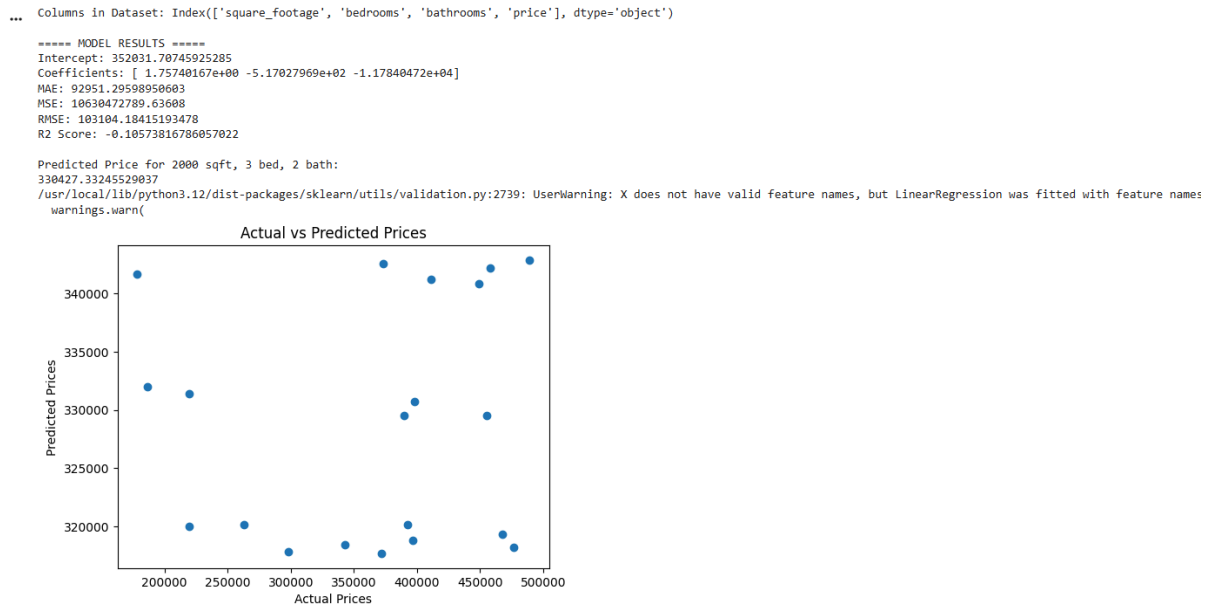 ... Columns in Dataset: Index(['square_footage', 'bedrooms', 'bathrooms', 'price'], dtype='object')
===== MODEL RESULTS =====
Intercept: 352031.70745925285
Coefficients: [ 1.75740167e+00 -5.17027969e+02 -1.17840472e+04]
MAE: 92951.29598950603
MSE: 10630472789.63608
RMSE: 103104.18415193478
R2 Score: -0.10573816786057022
Predicted Price for 2000 sqft, 3 bed, 2 bath:
330427.33245529037
/usr/local/lib/python3.12/dist-packages/sklearn/utils/validation.py:2739: UserWarning: X does not have valid feature names, but LinearRegression was fitted with feature names
warnings.warn(
Actual vs Predicted Prices
340000
335000
330000
325000
320000
Predicted Prices
200000 250000 300000 350000 400000 450000 500000
Actual Prices